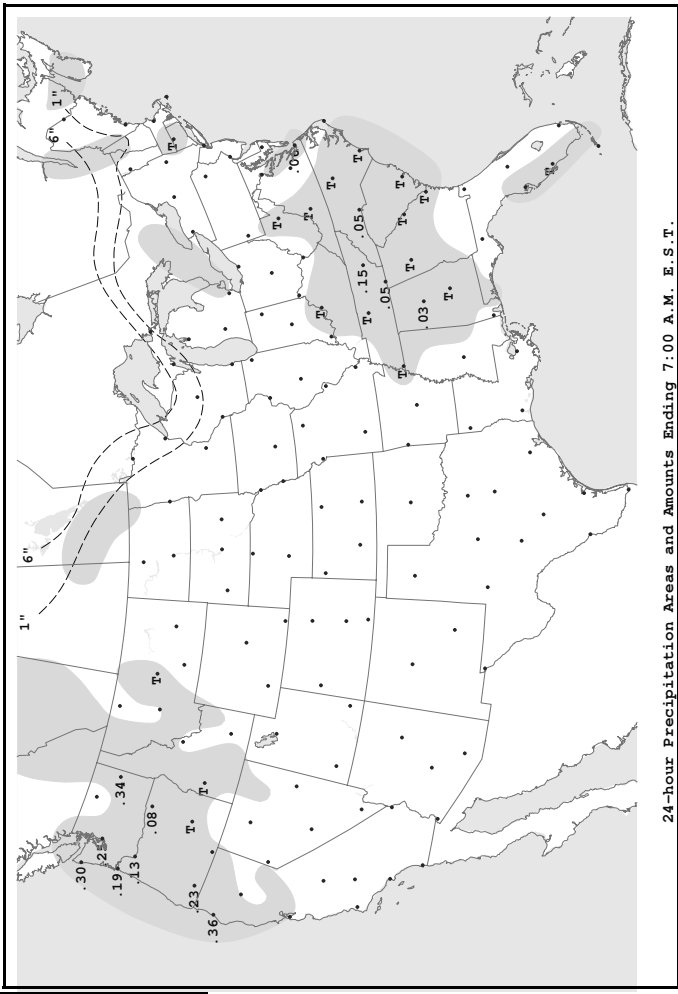 1"
6"
6"
1"
.30
.19
.34
.13
.08
T
T
T
.23
T
.36
T
.06
T
T
T
T
.05
.15
T
.05
T
T
T
T
.03
T
T
T
24-hour Precipitation Areas and Amounts Ending 7:00 A.M. E.S.T.